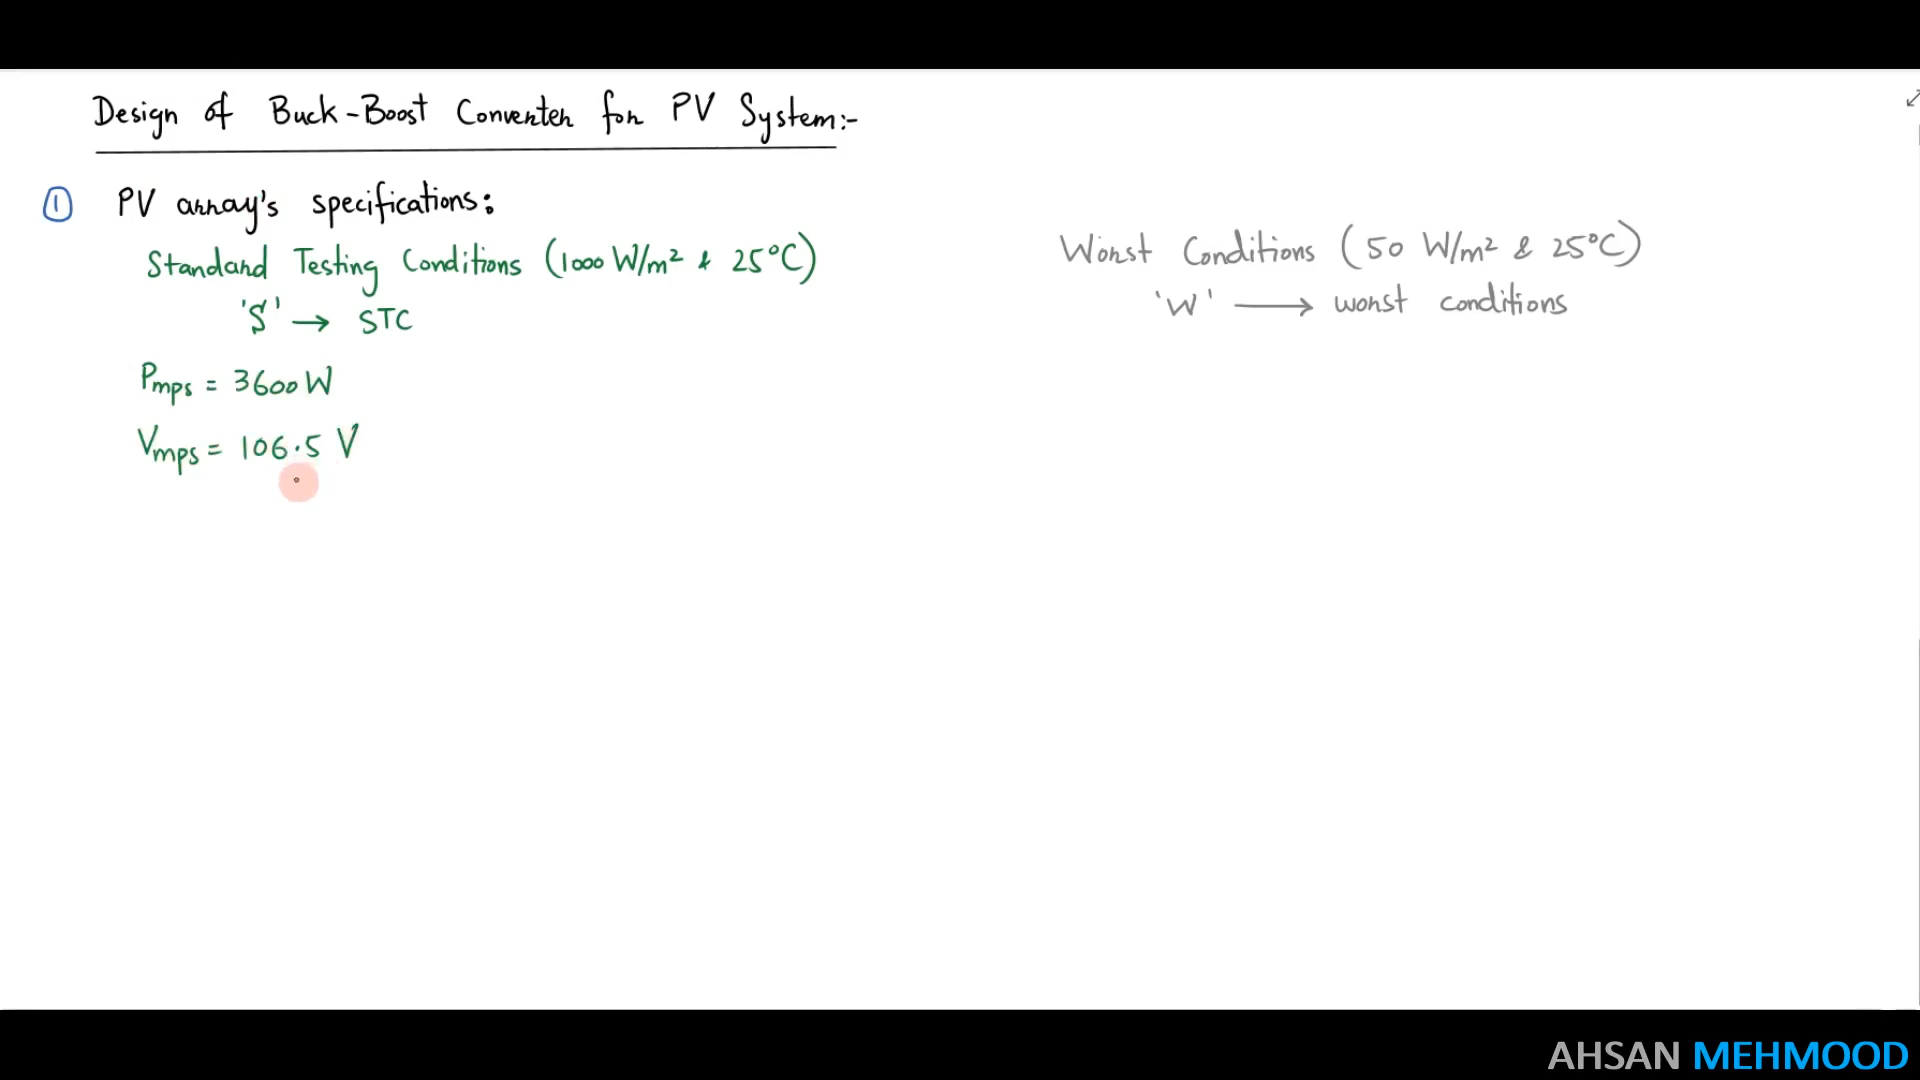 Design of Buck-Boost Converter for PV System:-
① PV array's specifications:
Standard Testing Conditions (1000 W/m² & 25°C)
'S' → STC
Pmps = 3600 W
Vmps = 106.5 V
Worst Conditions (50 W/m² & 25°C)
'W' → worst conditions
AHSAN MEHMOOD